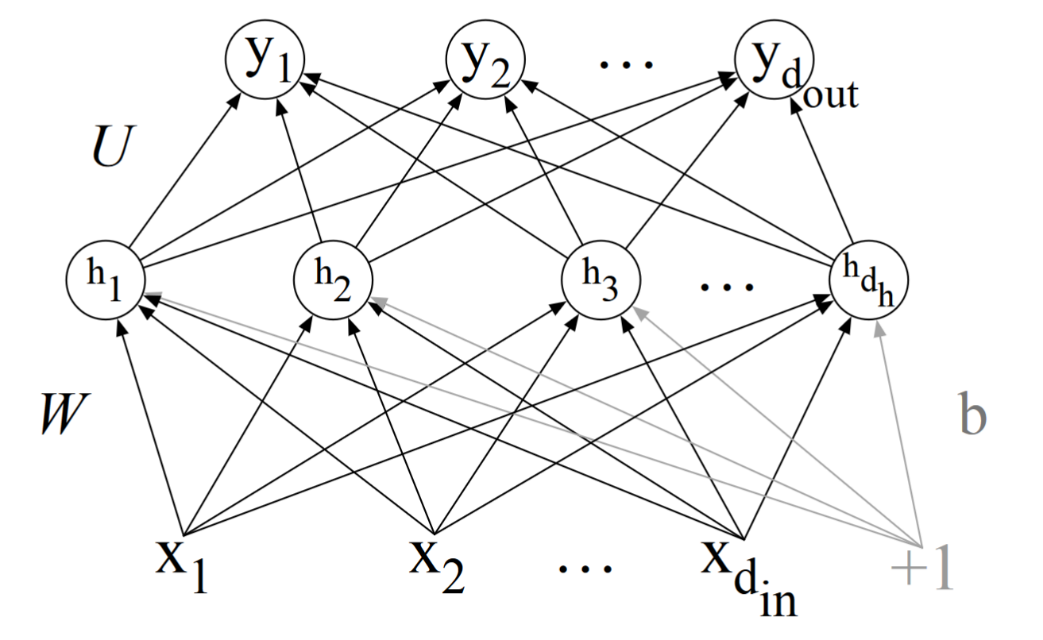 y1 y2 … ydout
U
h1 h2 h3 … hdh
W b
x1 x2 … xdin +1